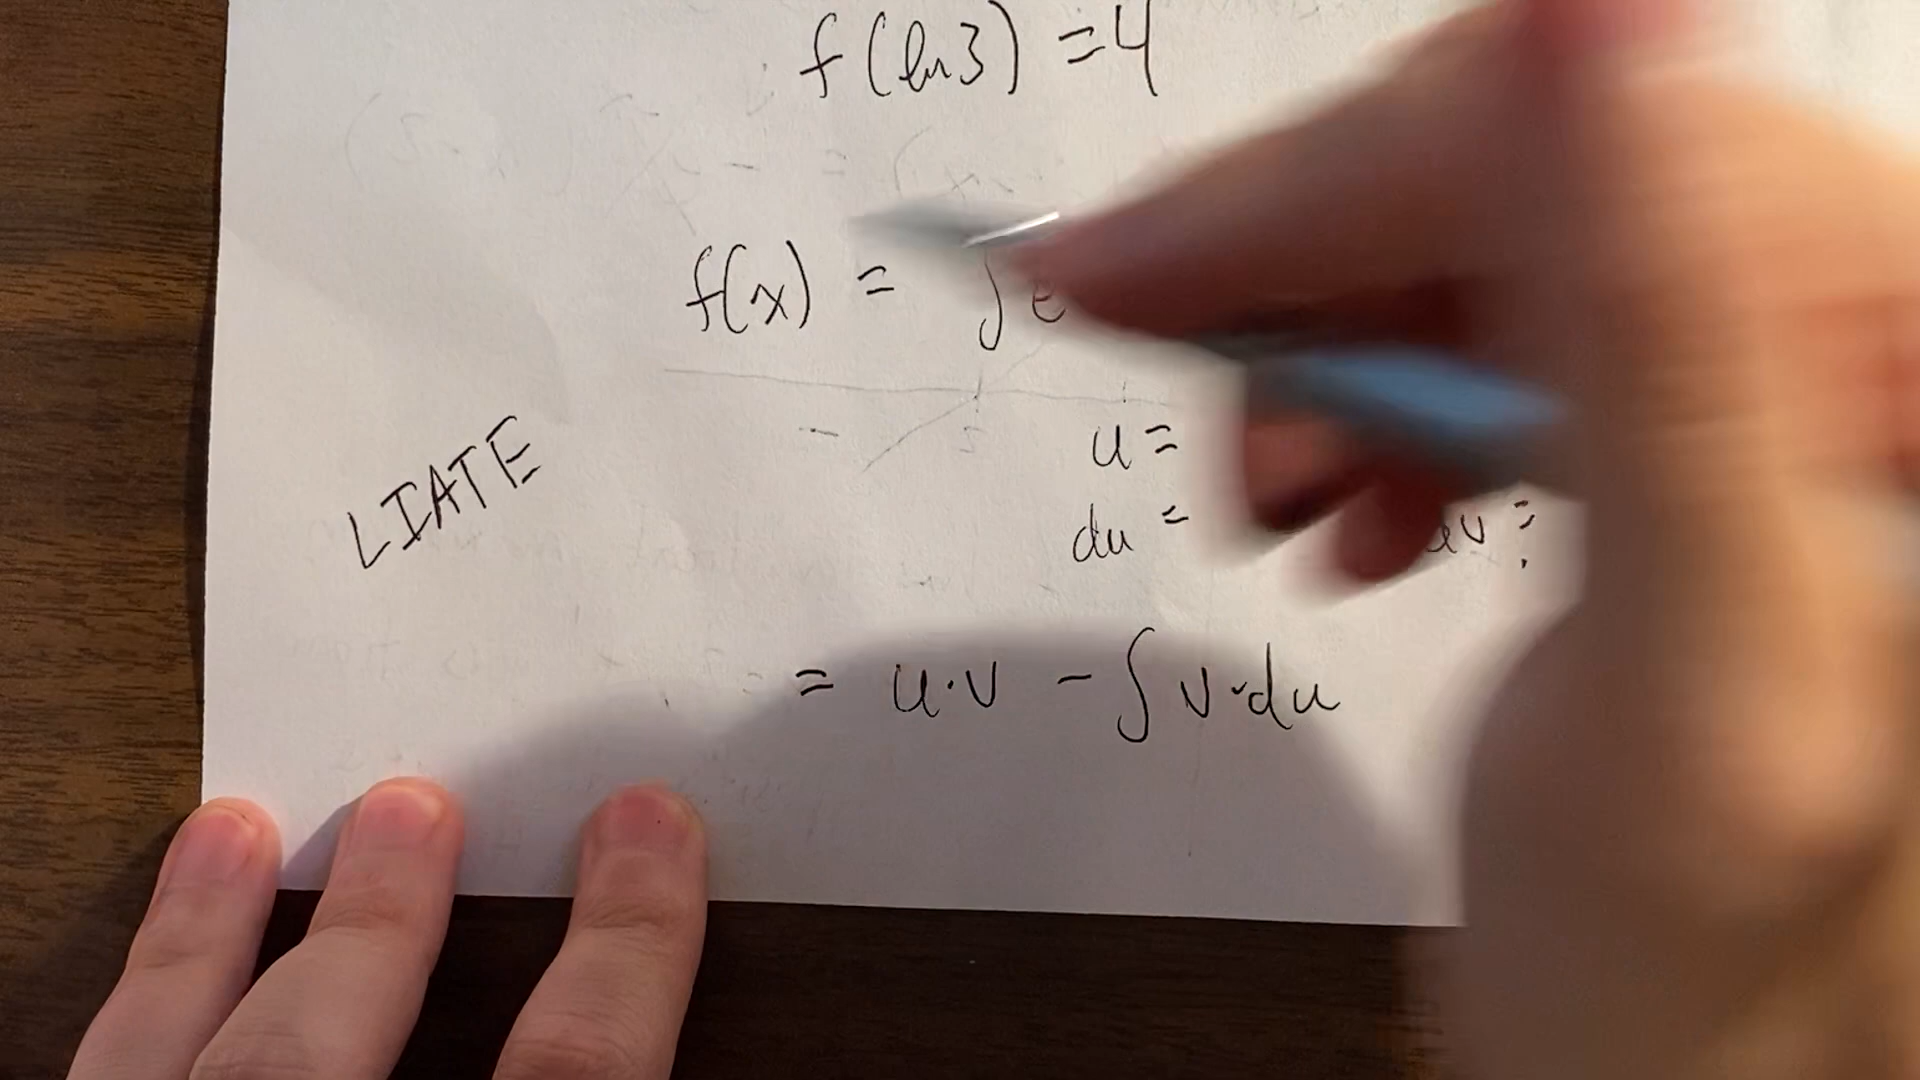 f(ln3) = 4
f(x) = ∫ e
u =
LIATE
du =
= u·v - ∫ v·du